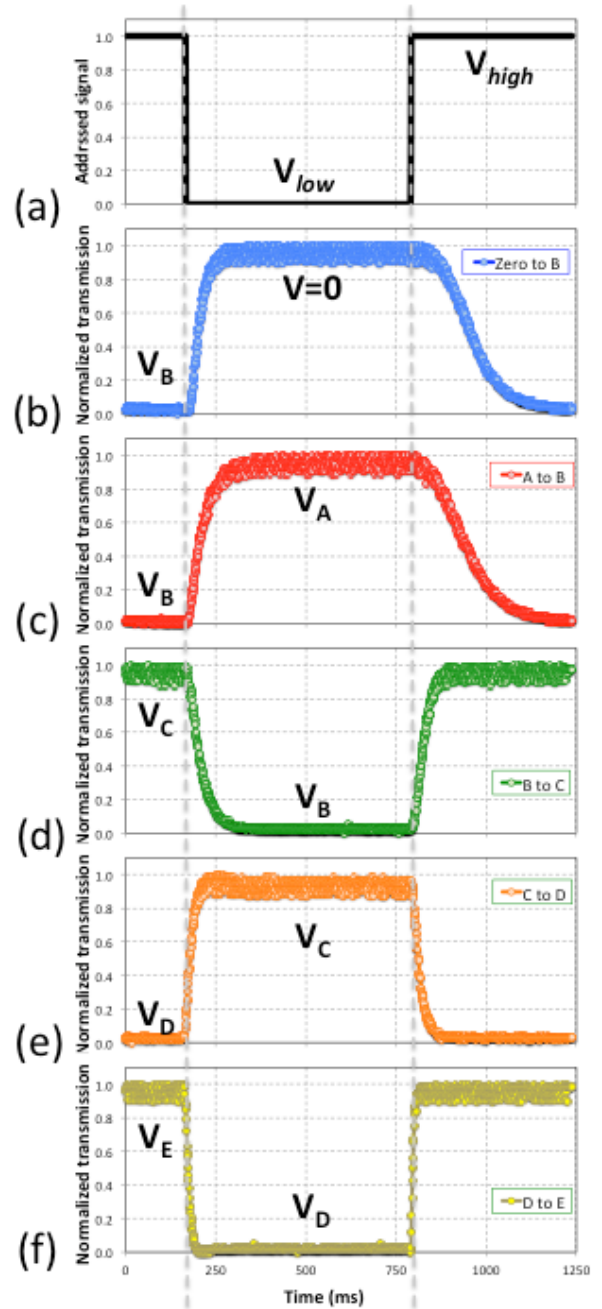 1.0
0.8
0.6
0.4
0.2
0.0
Addrssed signal
V_high
V_low
(a)
1.0
0.8
0.6
0.4
0.2
0.0
Normalized transmission
Zero to B
V=0
V_B
(b)
1.0
0.8
0.6
0.4
0.2
0.0
Normalized transmission
A to B
V_A
V_B
(c)
1.0
0.8
0.6
0.4
0.2
0.0
Normalized transmission
V_C
V_B
B to C
(d)
1.0
0.8
0.6
0.4
0.2
0.0
Normalized transmission
C to D
V_C
V_D
(e)
1.0
0.8
0.6
0.4
0.2
0.0
Normalized transmission
V_E
V_D
D to E
(f)
0 250 500 750 1000 1250
Time (ms)